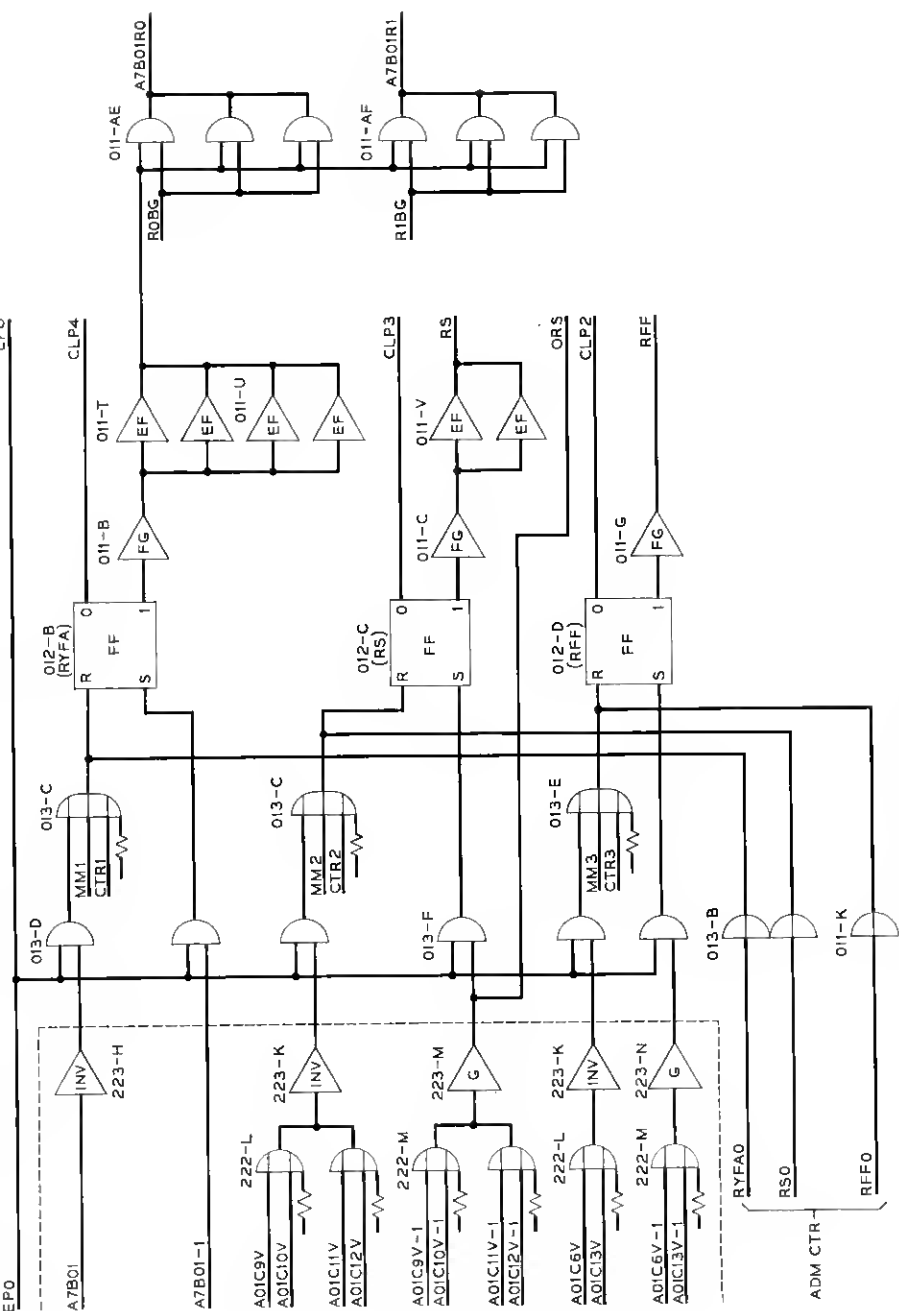 EPO
A7B01
INV
223-H
A7B01-1
A01C9V
A01C10V
222-L
A01C11V
A01C12V
INV
223-K
A01C9V-1
A01C10V-1
222-M
A01C11V-1
A01C12V-1
G
223-M
A01C6V
A01C13V
222-L
INV
223-K
A01C6V-1
A01C13V-1
222-M
G
223-N
RYFA0
RS0
RFF0
ADM CTR
013-D
013-F
013-B
011-K
013-C
MM1
CTR1
013-C
MM2
CTR2
013-E
MM3
CTR3
012-B
(RYFA)
R
0
FF
S
1
012-C
(RS)
R
0
FF
S
1
012-D
(RFF)
R
0
FF
S
1
011-B
FG
011-C
FG
011-G
FG
011-T
EF
EF
011-U
EF
EF
011-V
EF
EF
CLP4
CLP3
RS
ORS
CLP2
RFF
R0BG
R1BG
011-AE
A7B01R0
011-AF
A7B01R1